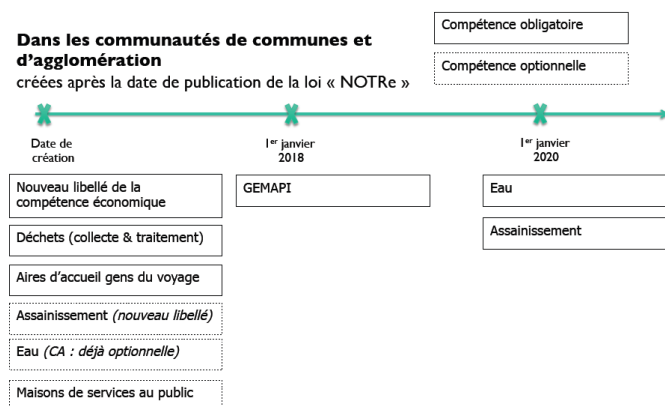 Dans les communautés de communes et
d'agglomération
créées après la date de publication de la loi « NOTRe »
Compétence obligatoire
Compétence optionnelle
Date de
création
1er janvier
2018
1er janvier
2020
Nouveau libellé de la
compétence économique
Déchets (collecte & traitement)
Aires d'accueil gens du voyage
Assainissement (nouveau libellé)
Eau (CA : déjà optionnelle)
Maisons de services au public
GEMAPI
Eau
Assainissement